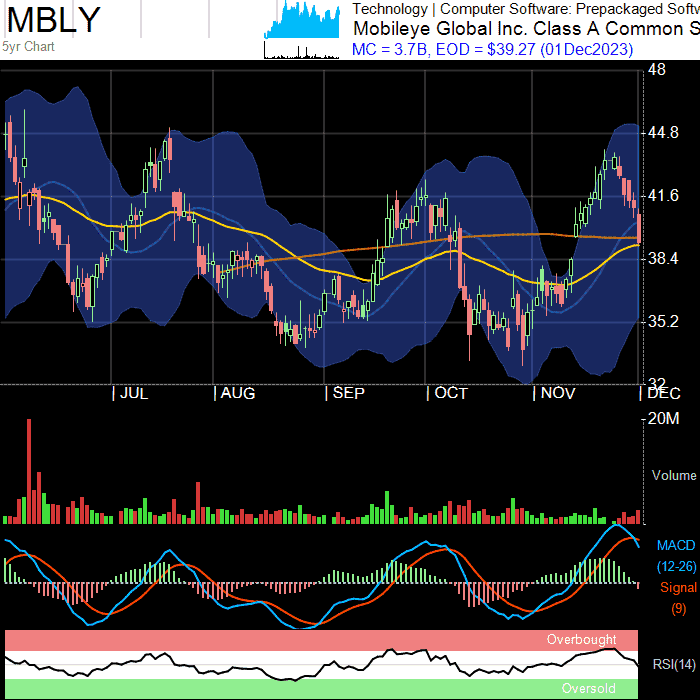 MBLY
5yr Chart
Technology | Computer Software: Prepackaged Softw
Mobileye Global Inc. Class A Common S
MC = 3.7B, EOD = $39.27 (01Dec2023)
48
44.8
41.6
38.4
35.2
32
JUL
AUG
SEP
OCT
NOV
DEC
20M
Volume
MACD
(12-26)
Signal
(9)
Overbought
RSI(14)
Oversold